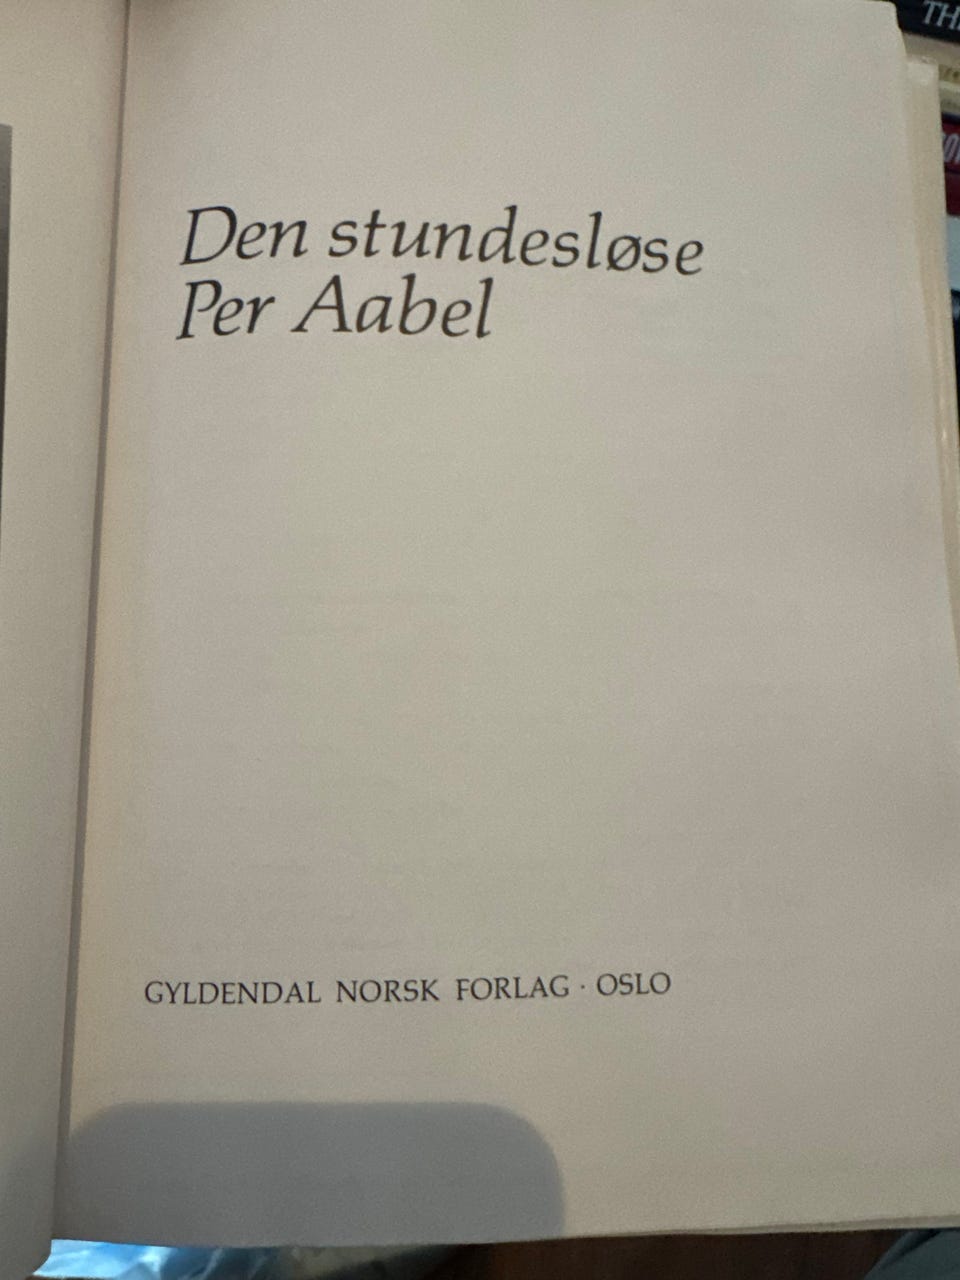 Den stundesløse
Per Aabel
GYLDENDAL NORSK FORLAG · OSLO